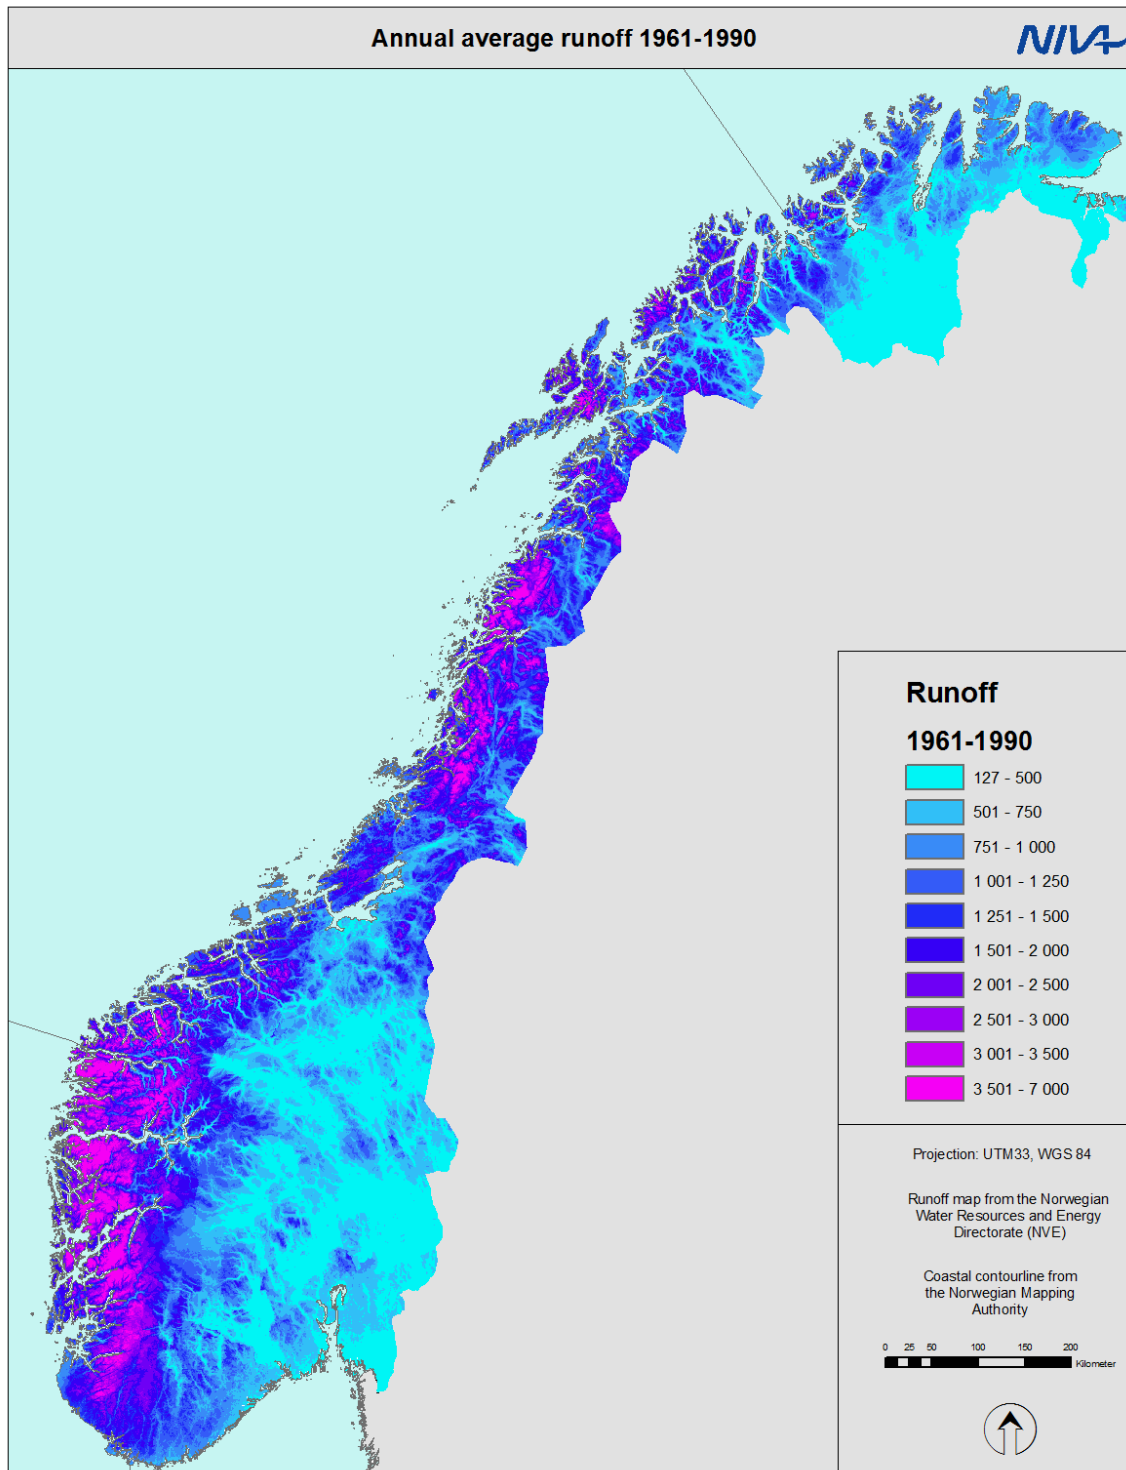 Annual average runoff 1961-1990
NIVA
Runoff
1961-1990
127 - 500
501 - 750
751 - 1 000
1 001 - 1 250
1 251 - 1 500
1 501 - 2 000
2 001 - 2 500
2 501 - 3 000
3 001 - 3 500
3 501 - 7 000
Projection: UTM33, WGS 84
Runoff map from the Norwegian
Water Resources and Energy
Directorate (NVE)
Coastal contourline from
the Norwegian Mapping
Authority
0 25 50 100 150 200
Kilometer